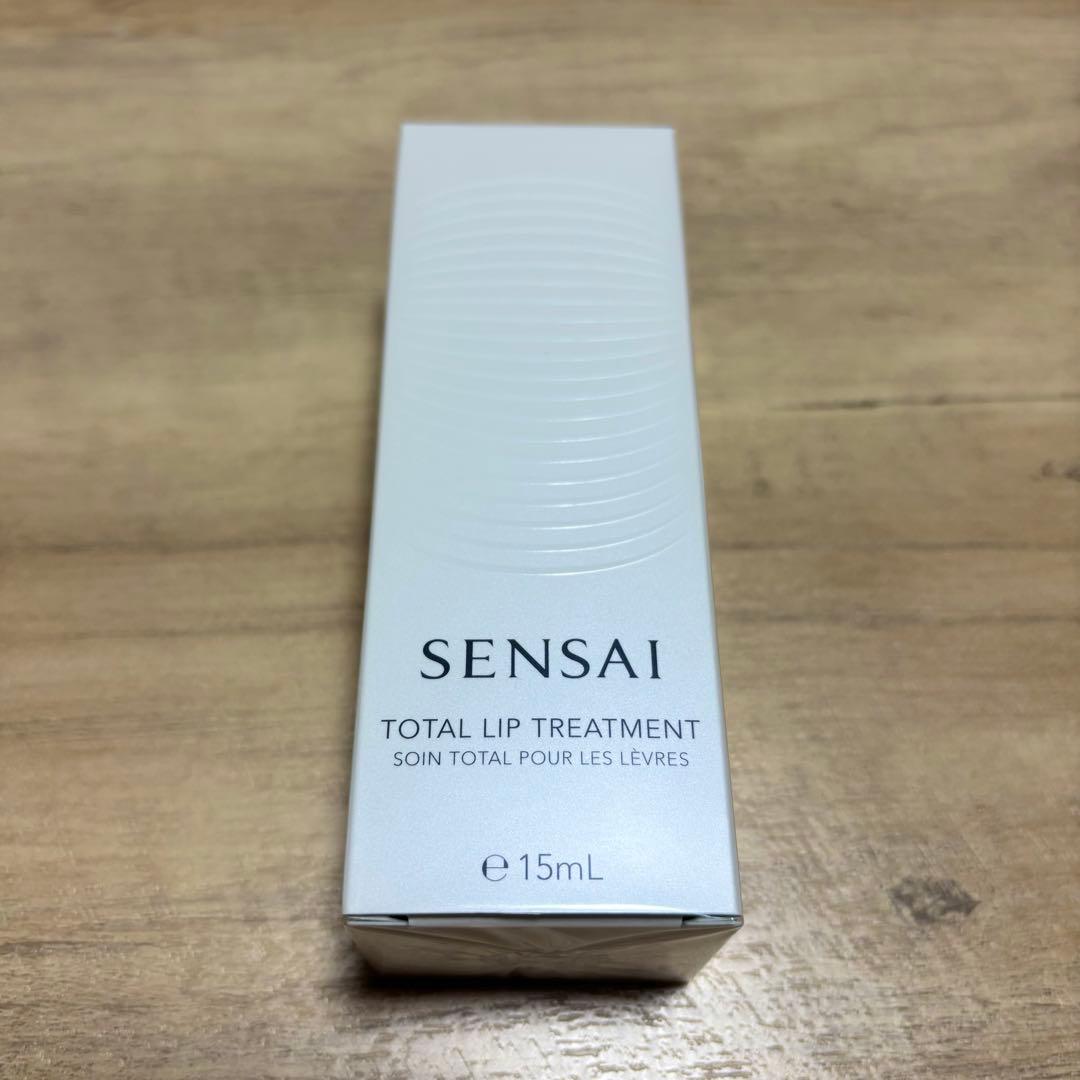 SENSAI
TOTAL LIP TREATMENT
SOIN TOTAL POUR LES LÈVRES
℮ 15mL